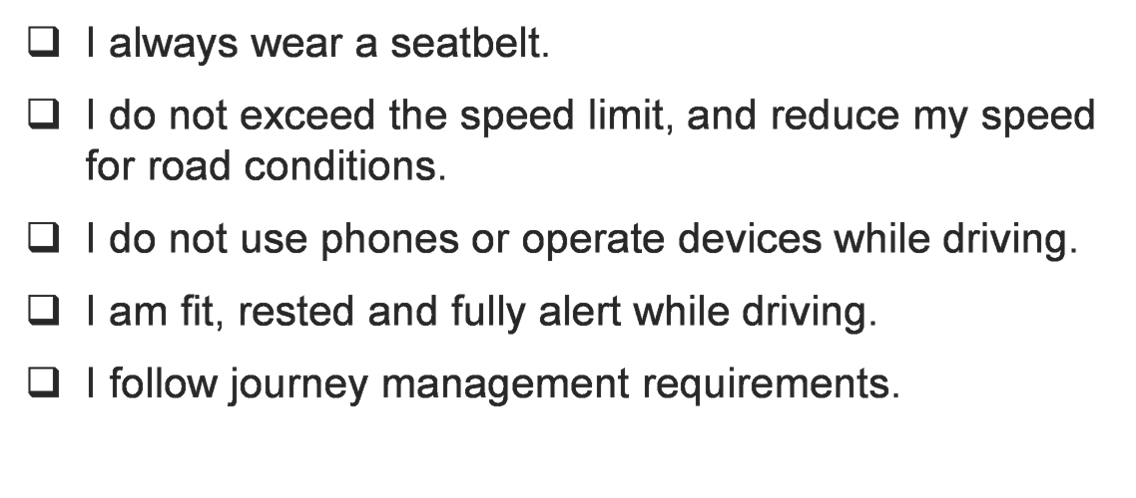 ❑ I always wear a seatbelt.
❑ I do not exceed the speed limit, and reduce my speed
for road conditions.
❑ I do not use phones or operate devices while driving.
❑ I am fit, rested and fully alert while driving.
❑ I follow journey management requirements.